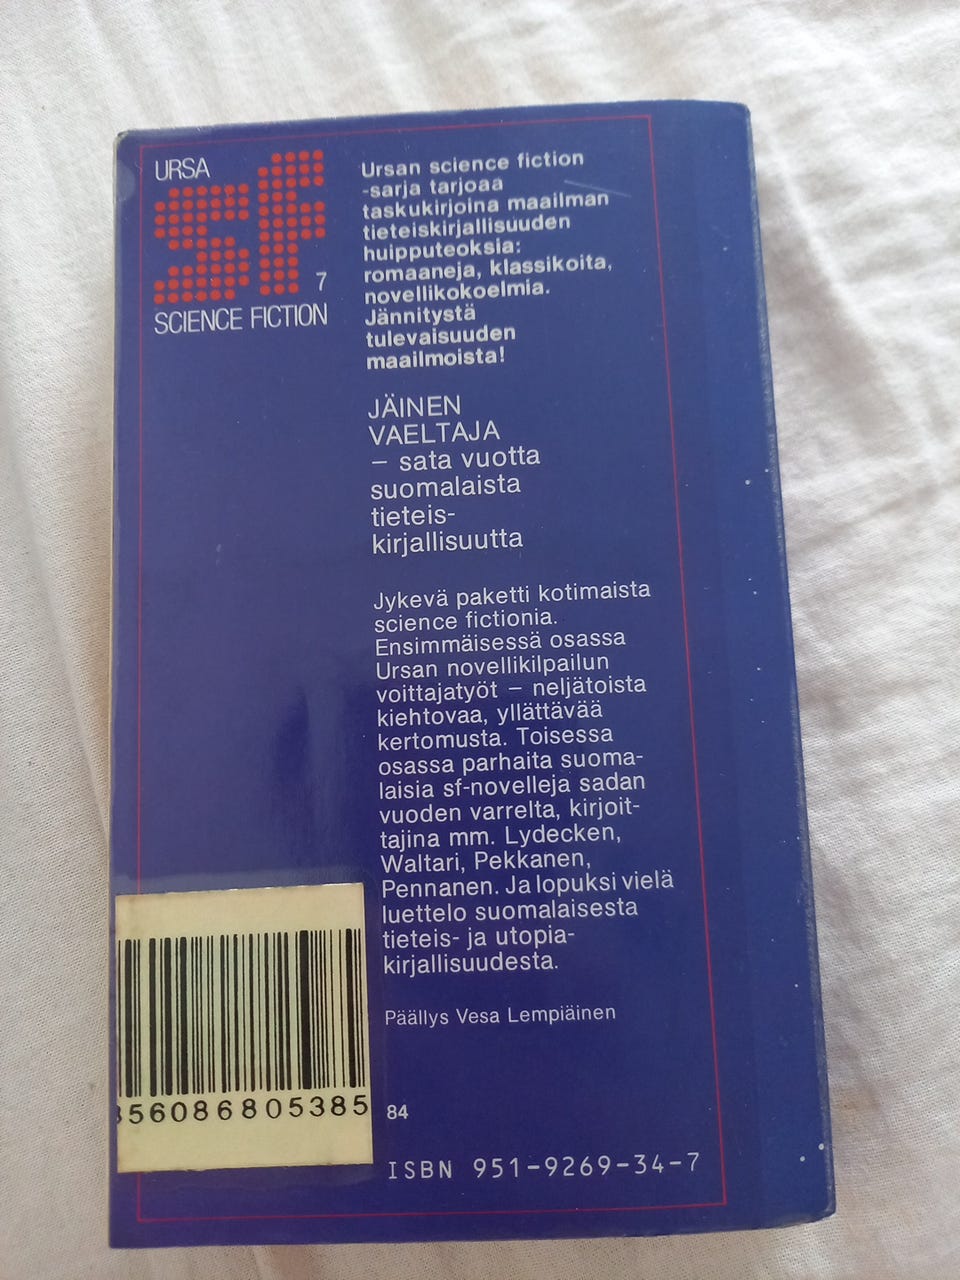 URSA
sf
7
SCIENCE FICTION
Ursan science fiction
-sarja tarjoaa
taskukirjoina maailman
tieteiskirjallisuuden
huipputeoksia:
romaaneja, klassikoita,
novellikokoelmia.
Jännitystä
tulevaisuuden
maailmoista!
JÄINEN
VAELTAJA
– sata vuotta
suomalaista
tieteis-
kirjallisuutta
Jykevä paketti kotimaista
science fictionia.
Ensimmäisessä osassa
Ursan novellikilpailun
voittajatyöt – neljätoista
kiehtovaa, yllättävää
kertomusta. Toisessa
osassa parhaita suoma-
laisia sf-novelleja sadan
vuoden varrelta, kirjoit-
tajina mm. Lydecken,
Waltari, Pekkanen,
Pennanen. Ja lopuksi vielä
luettelo suomalaisesta
tieteis- ja utopia-
kirjallisuudesta.
Päällys Vesa Lempiäinen
56086805385
84
ISBN 951-9269-34-7